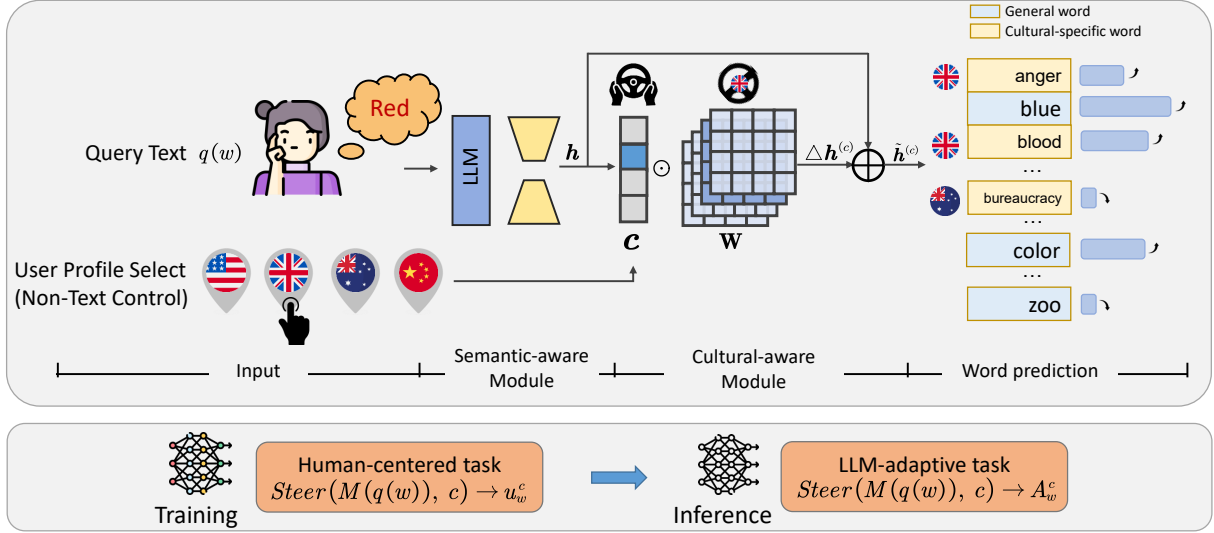 General word
Cultural-specific word
Red
Query Text q(w)
LLM
h
c
⊙
W
△h^(c)
h̃^(c)
anger
blue
blood
...
bureaucracy
...
color
...
zoo
User Profile Select
(Non-Text Control)
Input
Semantic-aware
Module
Cultural-aware
Module
Word prediction
Training
Human-centered task
Steer(M(q(w)), c) → u_w^c
Inference
LLM-adaptive task
Steer(M(q(w)), c) → A_w^c